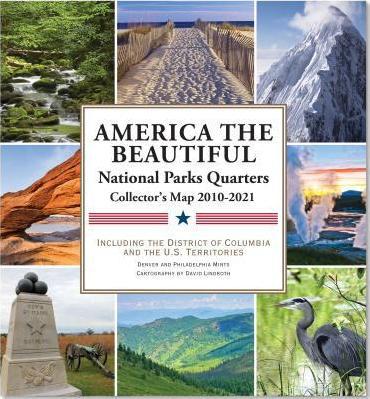 AMERICA THE
BEAUTIFUL
National Parks Quarters
Collector's Map 2010-2021
INCLUDING THE DISTRICT OF COLUMBIA
AND THE U.S. TERRITORIES
DENVER AND PHILADELPHIA MINTS
CARTOGRAPHY BY DAVID LINDROTH